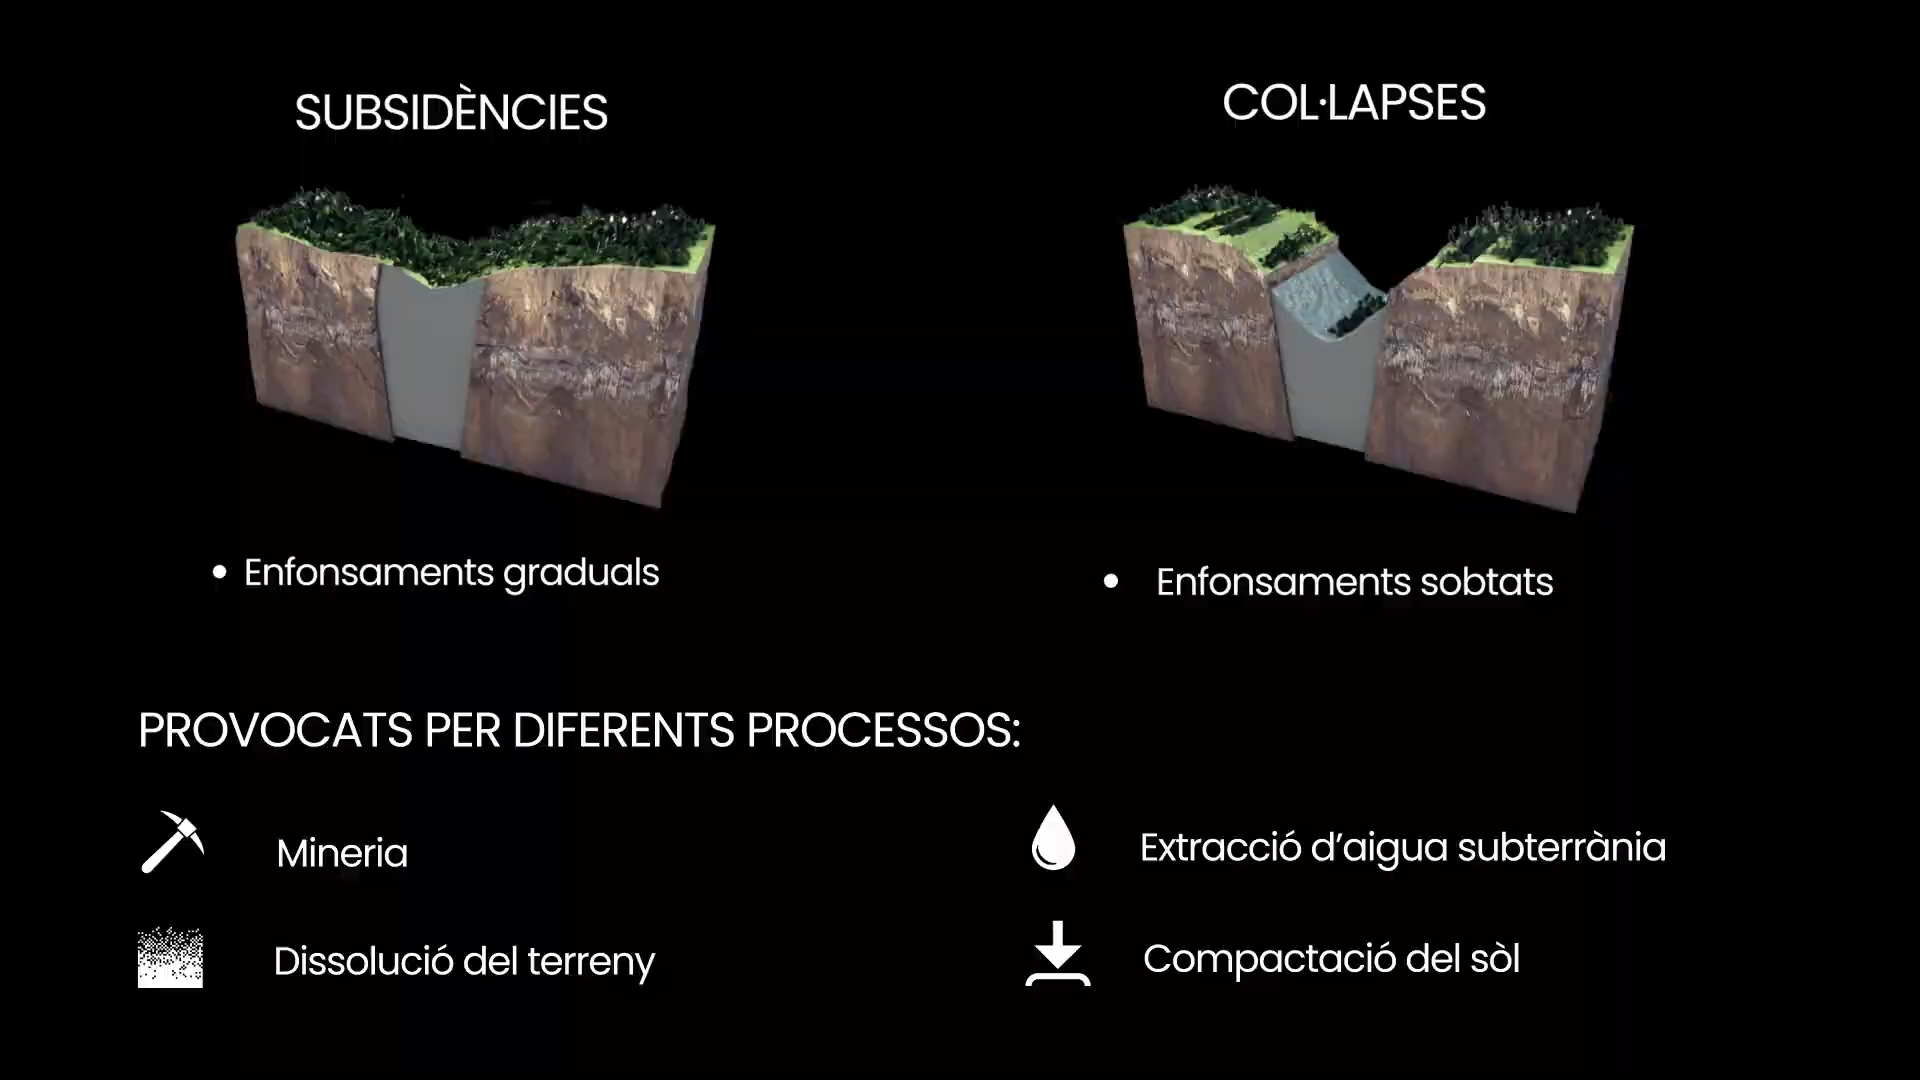 SUBSIDÈNCIES
COL·LAPSES
• Enfonsaments graduals
• Enfonsaments sobtats
PROVOCATS PER DIFERENTS PROCESSOS:
Mineria
Extracció d’aigua subterrània
Dissolució del terreny
Compactació del sòl